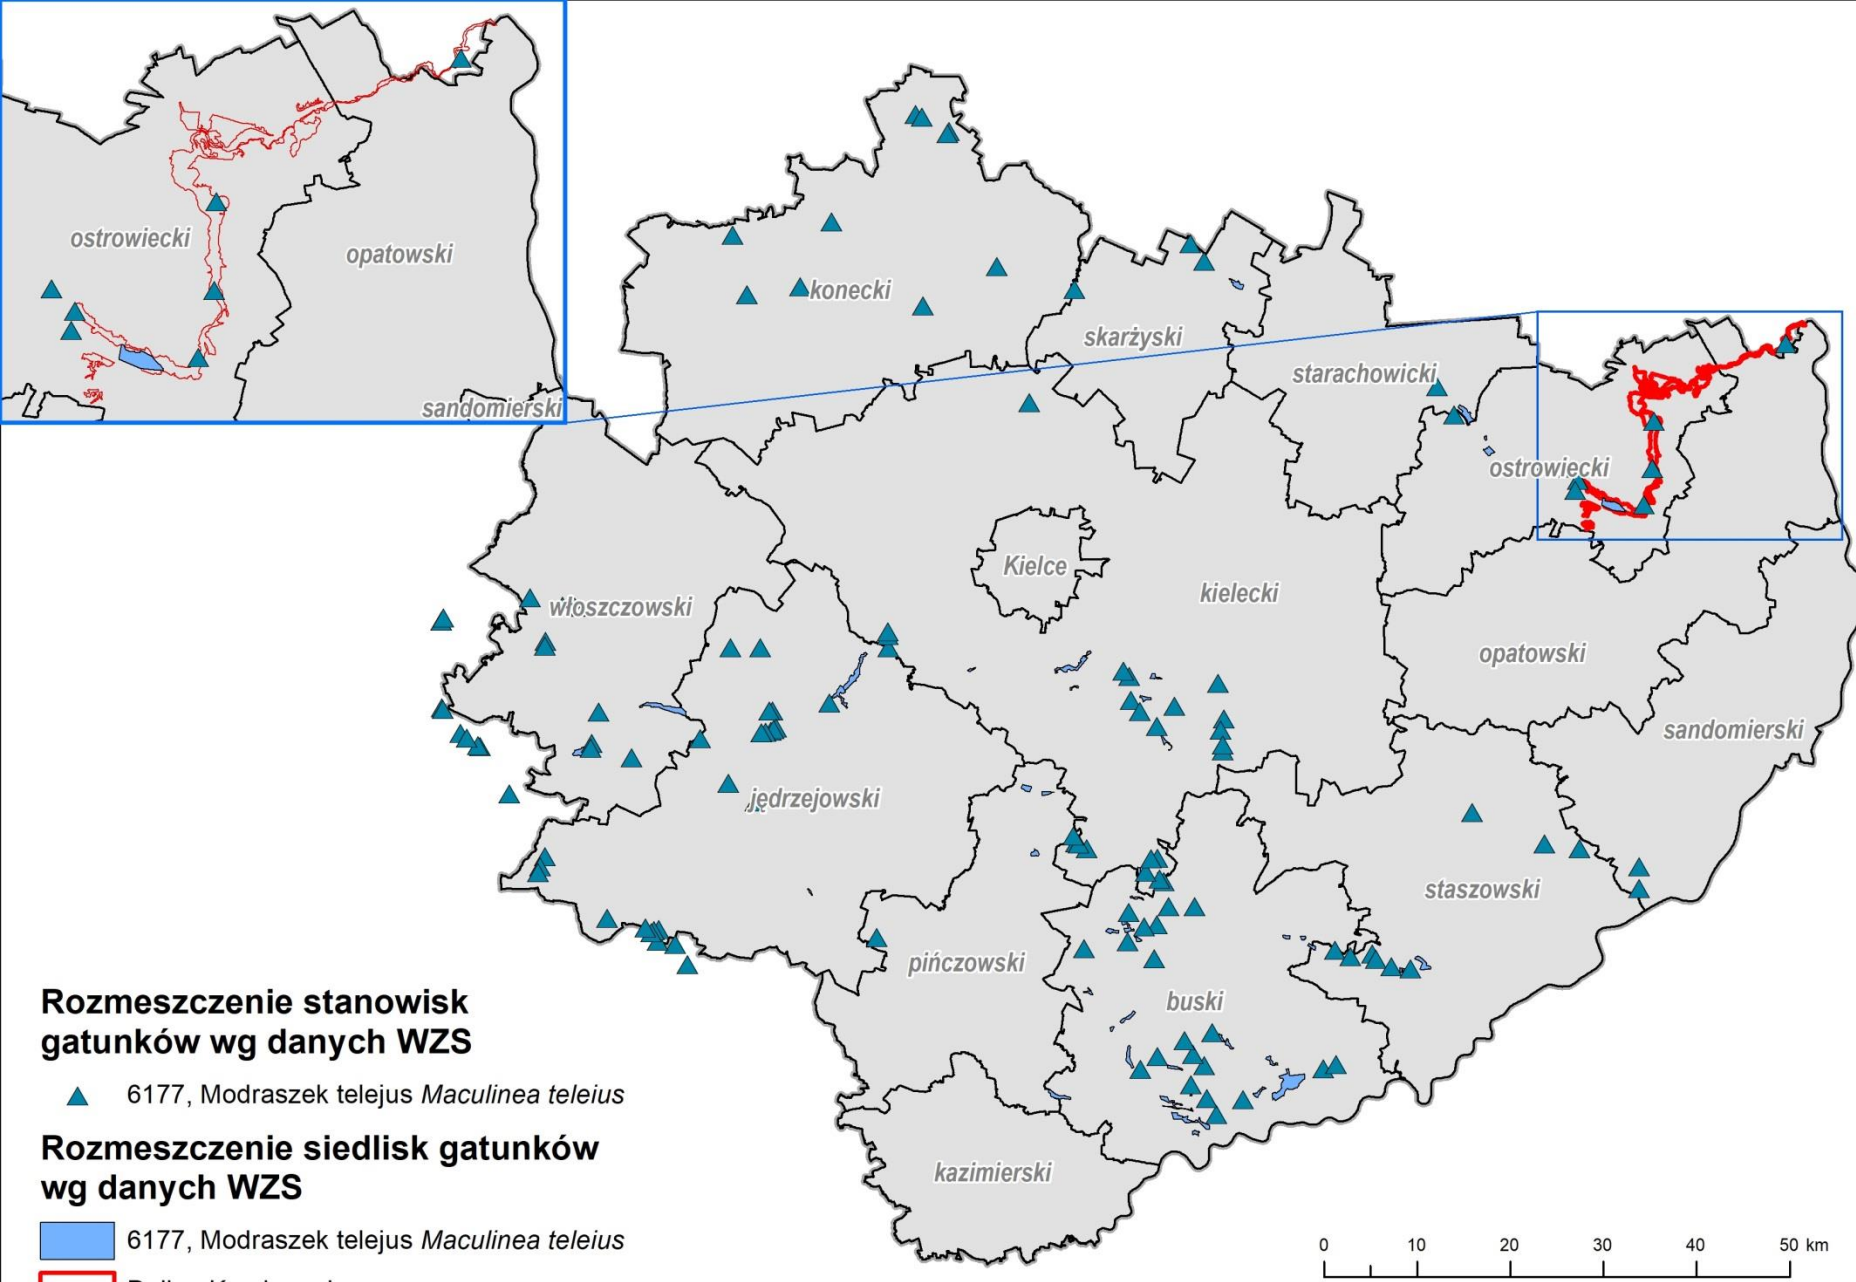 ostrowiecki
opatowski
sandomierski
konecki
skarżyski
starachowicki
ostrowiecki
Kielce
kielecki
włoszczowski
opatowski
sandomierski
jędrzejowski
staszowski
pińczowski
buski
kazimierski
Rozmeszczenie stanowisk
gatunków wg danych WZS
6177, Modraszek telejus Maculinea teleius
Rozmeszczenie siedlisk gatunków
wg danych WZS
6177, Modraszek telejus Maculinea teleius
0 10 20 30 40 50 km